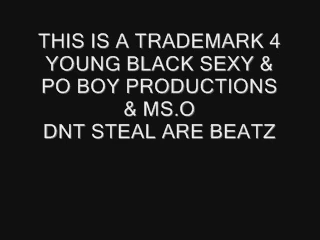 THIS IS A TRADEMARK 4
YOUNG BLACK SEXY &
PO BOY PRODUCTIONS
& MS.O
DNT STEAL ARE BEATZ